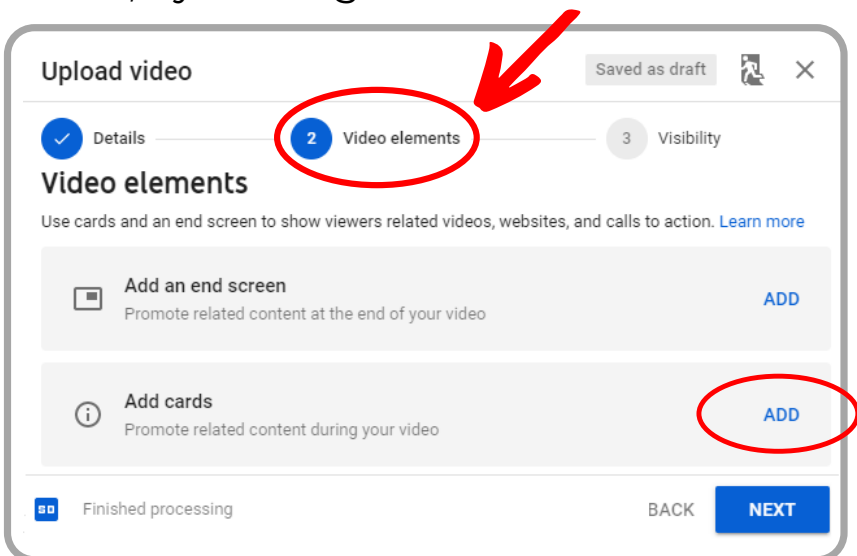 Upload video
Saved as draft
Details
2 Video elements
3 Visibility
Video elements
Use cards and an end screen to show viewers related videos, websites, and calls to action. Learn more
Add an end screen
Promote related content at the end of your video
ADD
Add cards
Promote related content during your video
ADD
SD Finished processing
BACK
NEXT